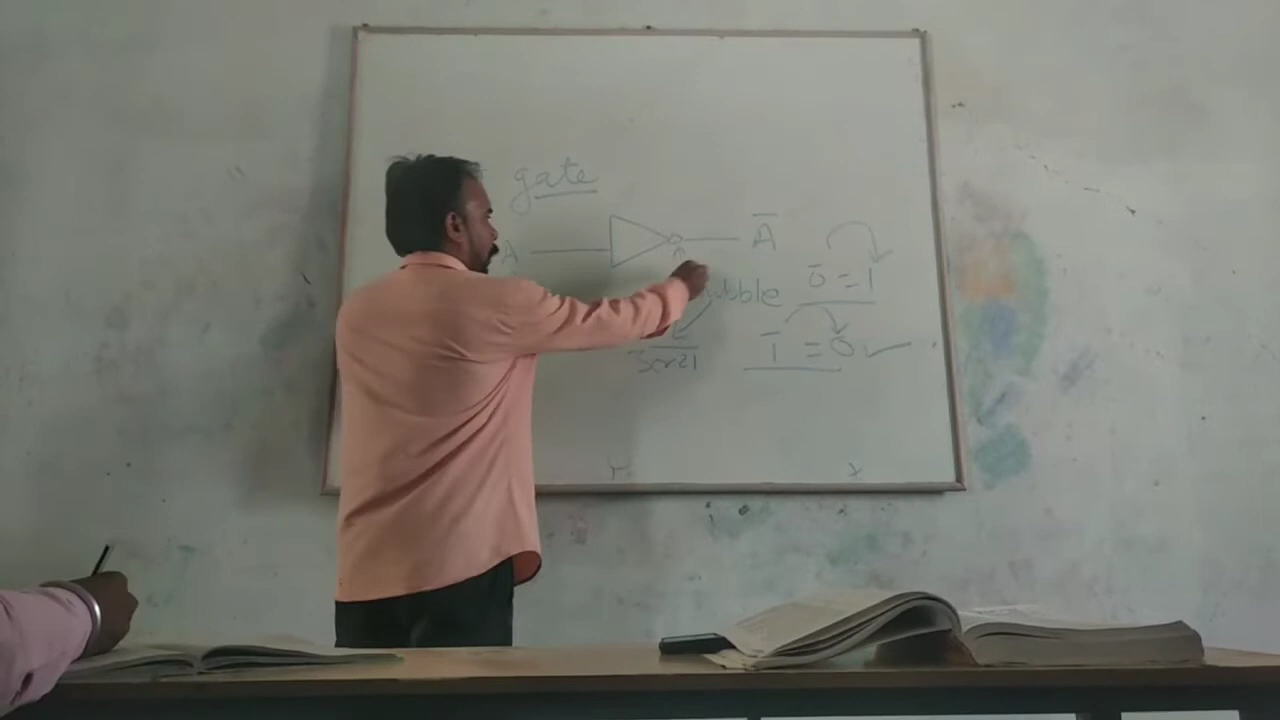 gate
A Ā
0̅ = 1
bubble
1̅ = 0 ✓